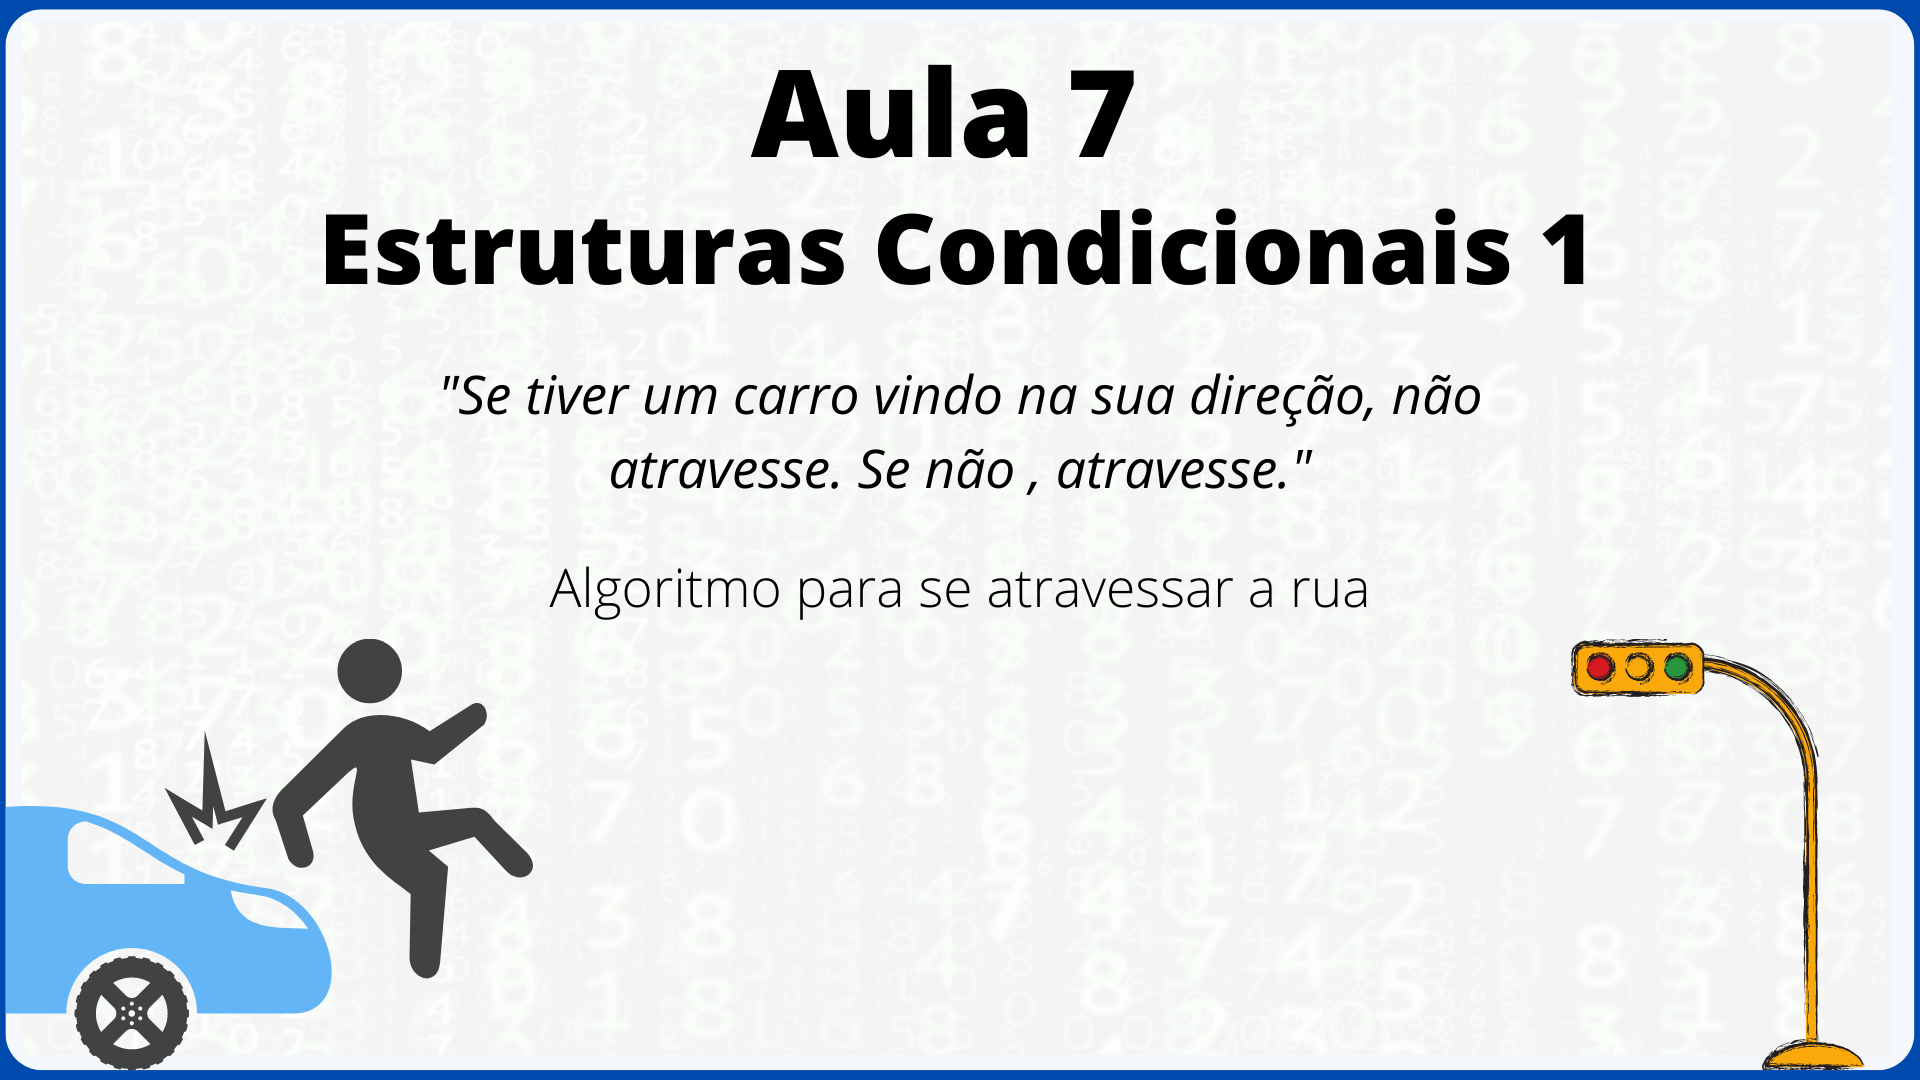 Aula 7
Estruturas Condicionais 1
"Se tiver um carro vindo na sua direção, não
atravesse. Se não , atravesse."
Algoritmo para se atravessar a rua